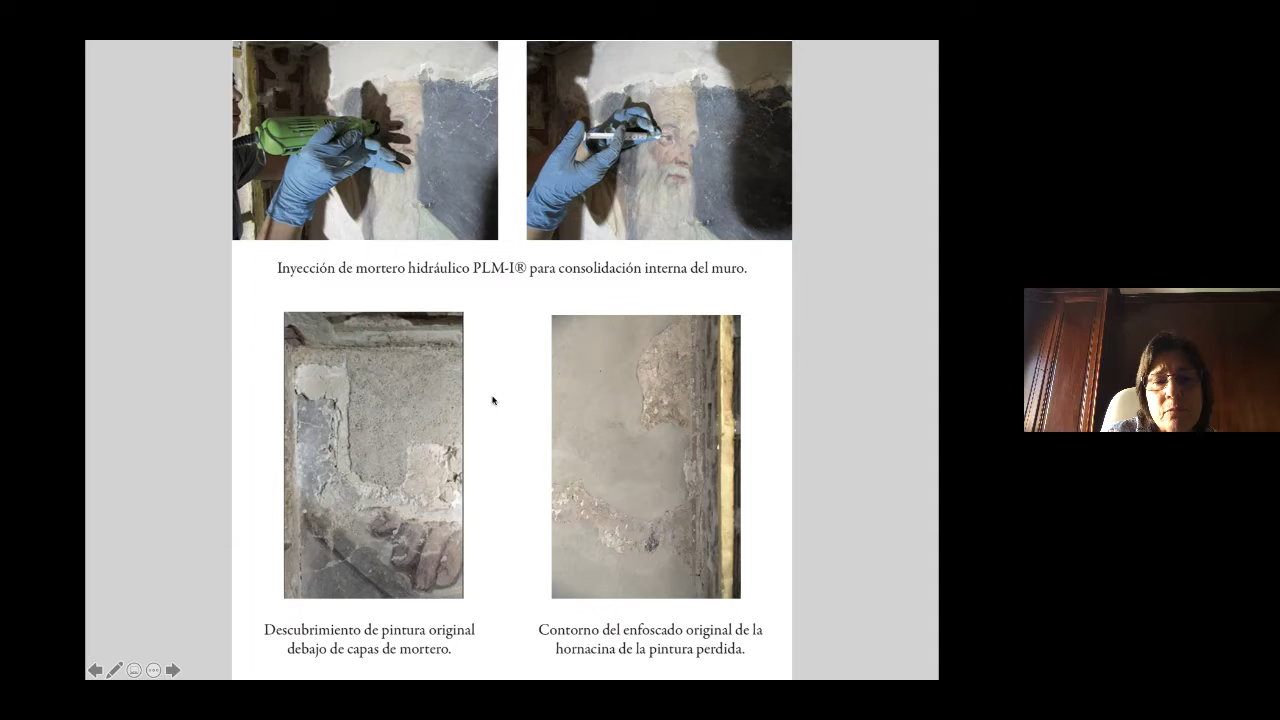 Inyección de mortero hidráulico PLM-I® para consolidación interna del muro.
Descubrimiento de pintura original
debajo de capas de mortero.
Contorno del enfoscado original de la
hornacina de la pintura perdida.